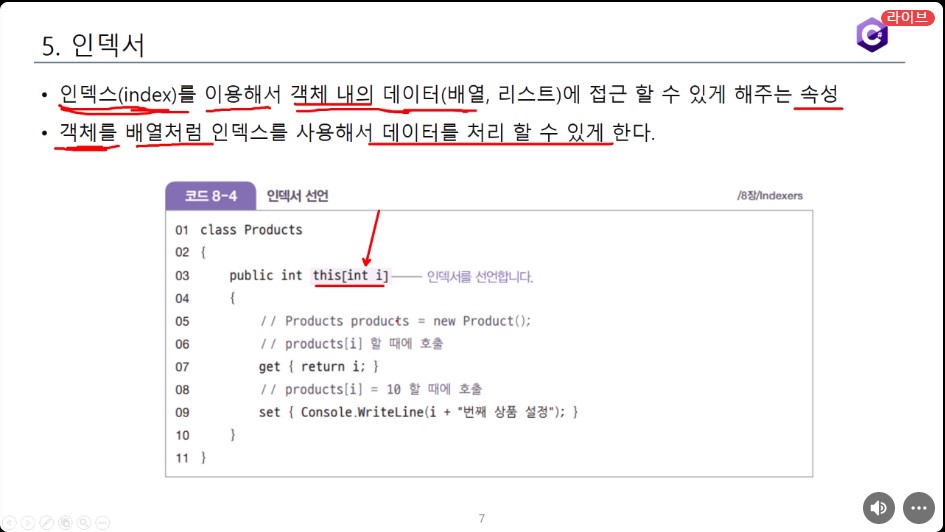 라이브
5. 인덱서
C#
• 인덱스(index)를 이용해서 객체 내의 데이터(배열, 리스트)에 접근 할 수 있게 해주는 속성
• 객체를 배열처럼 인덱스를 사용해서 데이터를 처리 할 수 있게 한다.
코드 8-4 인덱서 선언 /8장/Indexers
01 class Products
02 {
03 public int this[int i] 인덱서를 선언합니다.
04 {
05 // Products products = new Product();
06 // products[i] 할 때에 호출
07 get { return i; }
08 // products[i] = 10 할 때에 호출
09 set { Console.WriteLine(i + "번째 상품 설정"); }
10 }
11 }
7